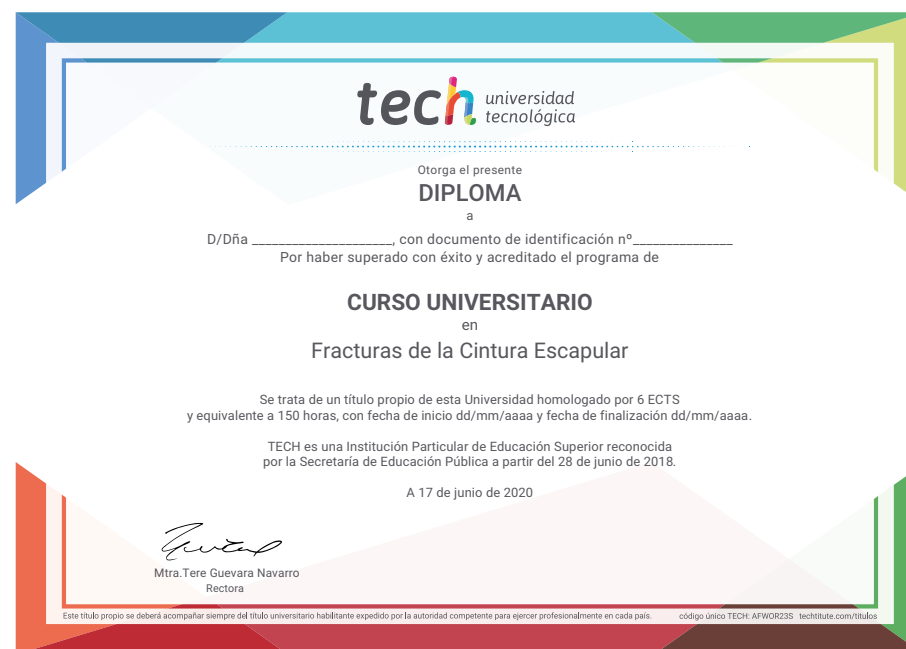 tech universidad
tecnológica
Otorga el presente
DIPLOMA
a
D/Dña ______________________, con documento de identificación nº_______________
Por haber superado con éxito y acreditado el programa de
CURSO UNIVERSITARIO
en
Fracturas de la Cintura Escapular
Se trata de un título propio de esta Universidad homologado por 6 ECTS
y equivalente a 150 horas, con fecha de inicio dd/mm/aaaa y fecha de finalización dd/mm/aaaa.
TECH es una Institución Particular de Educación Superior reconocida
por la Secretaría de Educación Pública a partir del 28 de junio de 2018.
A 17 de junio de 2020
Mtra.Tere Guevara Navarro
Rectora
Este título propio se deberá acompañar siempre del título universitario habilitante expedido por la autoridad competente para ejercer profesionalmente en cada país. código único TECH: AFWOR23S techtitute.com/titulos